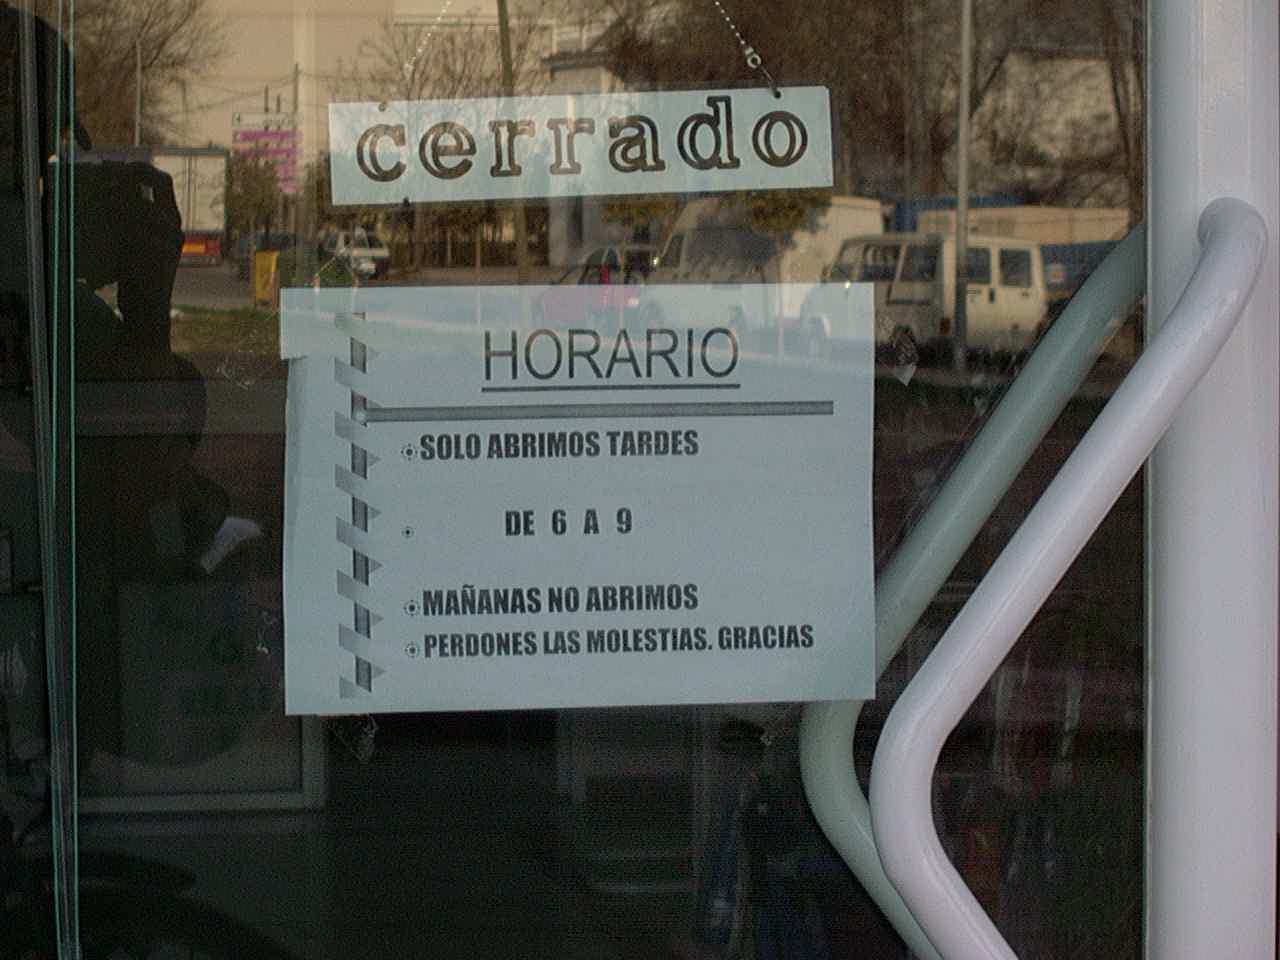 cerrado
HORARIO
SOLO ABRIMOS TARDES
DE 6 A 9
MAÑANAS NO ABRIMOS
PERDONES LAS MOLESTIAS. GRACIAS